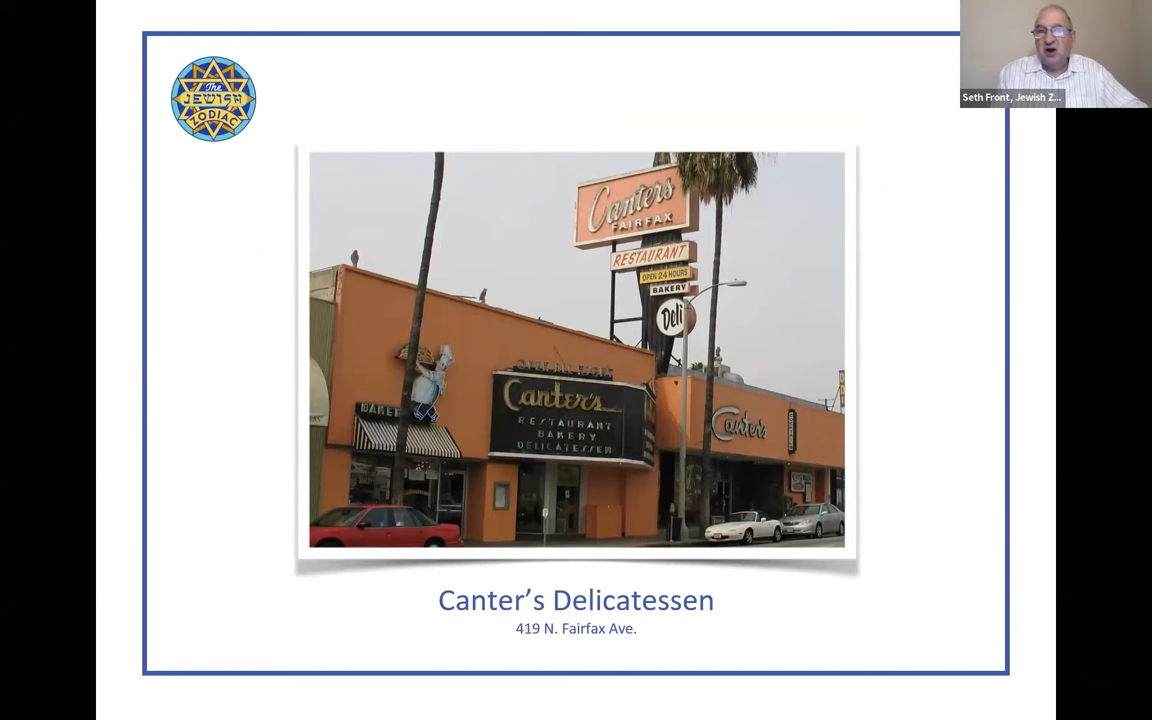 The
JEWISH
ZODIAC
Seth Front, Jewish Z...
Canter's
FAIRFAX
RESTAURANT
OPEN 24 HOURS
BAKERY
Deli
BAKE
Canter's
RESTAURANT
BAKERY
DELICATESSEN
Canter's
Canter's Delicatessen
419 N. Fairfax Ave.